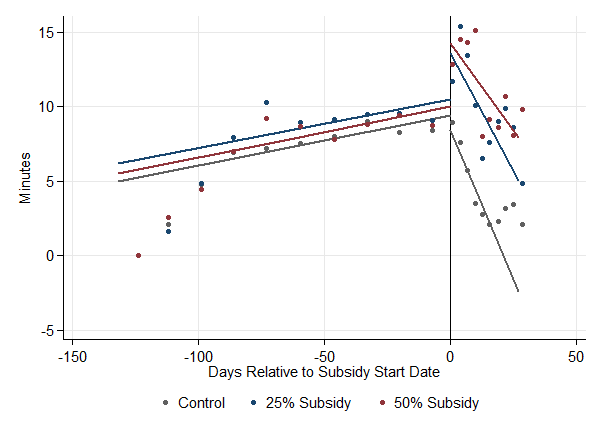 15
10
5
0
-5
Minutes
-150
-100
-50
0
50
Days Relative to Subsidy Start Date
Control
25% Subsidy
50% Subsidy